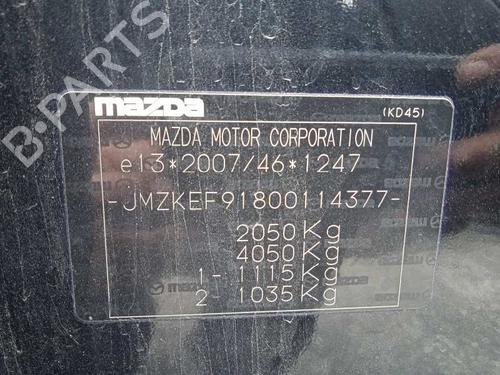 mazda
(KD45)
MAZDA MOTOR CORPORATION
e13*2007/46*1247
-JMZKEF91800114377-
2050Kg
4050Kg
1- 1115Kg
2- 1035Kg
B-PARTS